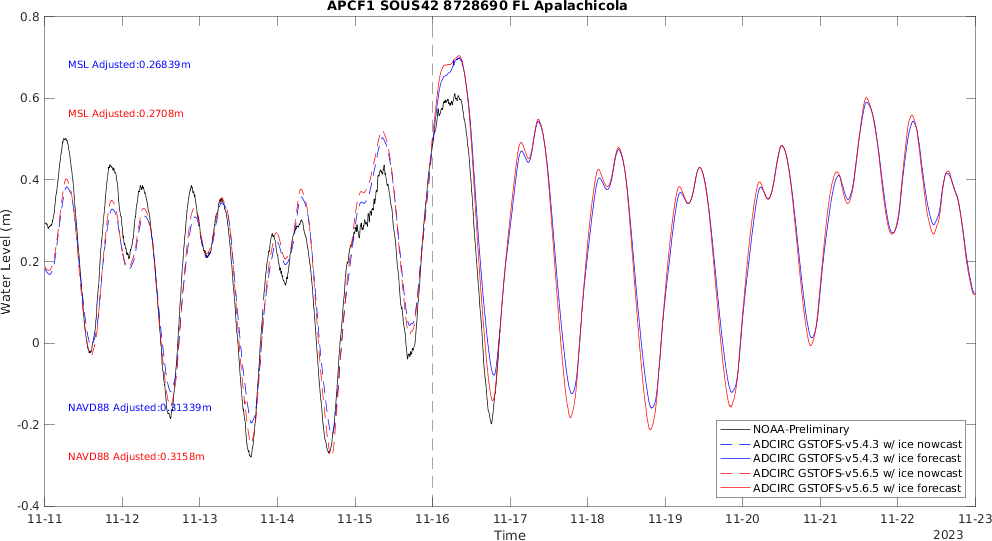 APCF1 SOUS42 8728690 FL Apalachicola
0.8
MSL Adjusted:0.26839m
0.6
MSL Adjusted:0.2708m
0.4
Water Level (m)
0.2
0
NAVD88 Adjusted:0.31339m
-0.2
NAVD88 Adjusted:0.3158m
-0.4
NOAA-Preliminary
ADCIRC GSTOFS-v5.4.3 w/ ice nowcast
ADCIRC GSTOFS-v5.4.3 w/ ice forecast
ADCIRC GSTOFS-v5.6.5 w/ ice nowcast
ADCIRC GSTOFS-v5.6.5 w/ ice forecast
11-11 11-12 11-13 11-14 11-15 11-16 11-17 11-18 11-19 11-20 11-21 11-22 11-23
Time
2023